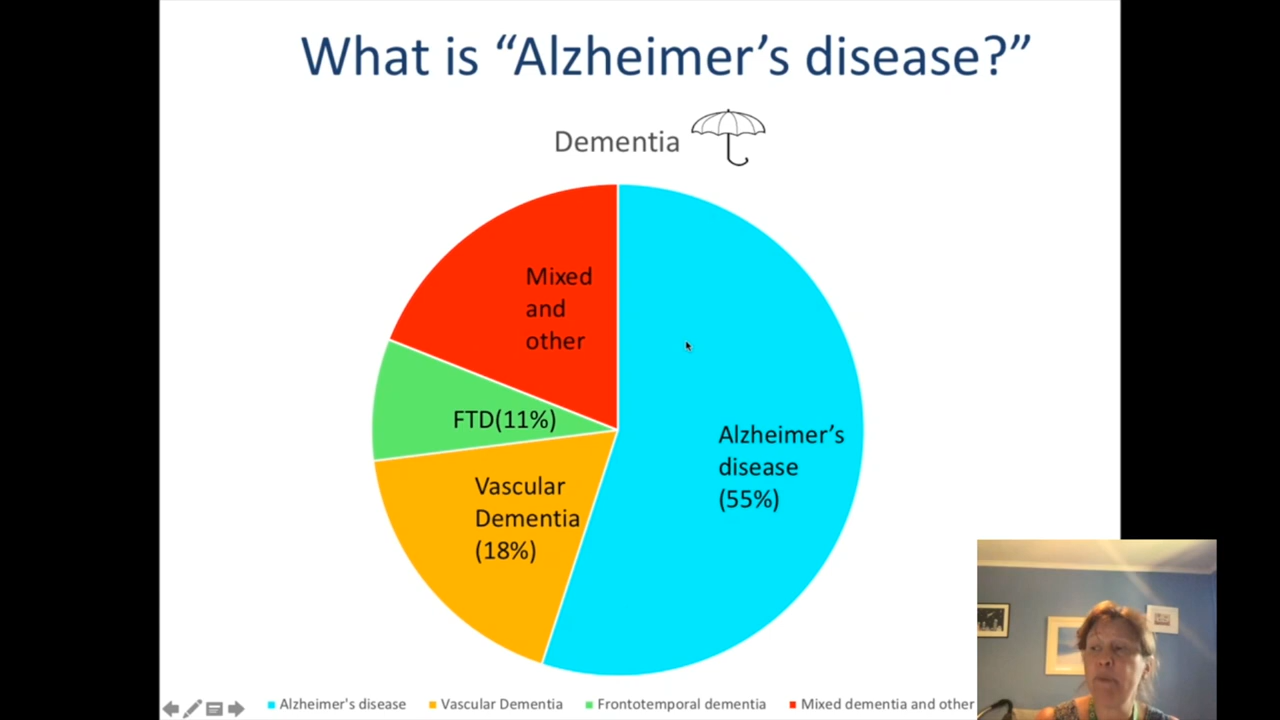 What is “Alzheimer’s disease?”
Dementia
Mixed
and
other
FTD(11%)
Alzheimer’s
disease
(55%)
Vascular
Dementia
(18%)
Alzheimer's disease
Vascular Dementia
Frontotemporal dementia
Mixed dementia and other